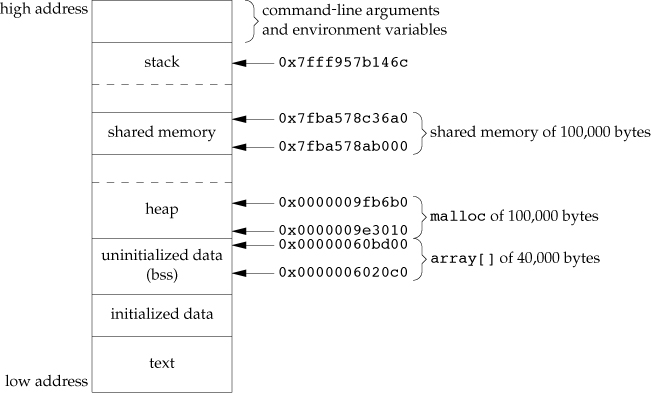 high address
command-line arguments
and environment variables
stack
0x7fff957b146c
0x7fba578c36a0
shared memory
shared memory of 100,000 bytes
0x7fba578ab000
0x0000009fb6b0
heap
malloc of 100,000 bytes
0x0000009e3010
0x00000060bd00
uninitialized data
(bss)
array[] of 40,000 bytes
0x0000006020c0
initialized data
text
low address